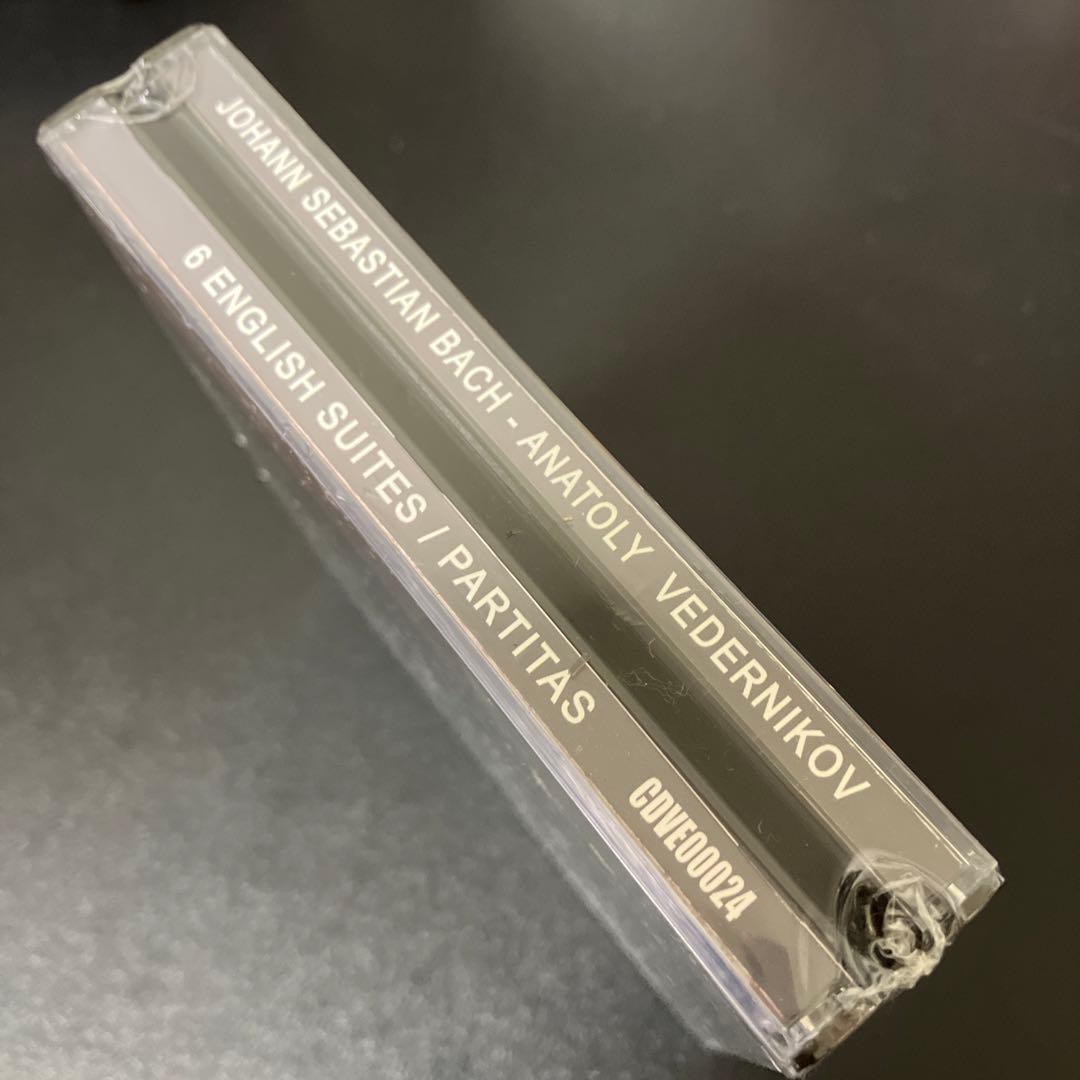 JOHANN SEBASTIAN BACH - ANATOLY VEDERNIKOV
6 ENGLISH SUITES / PARTITAS
CDVE00024